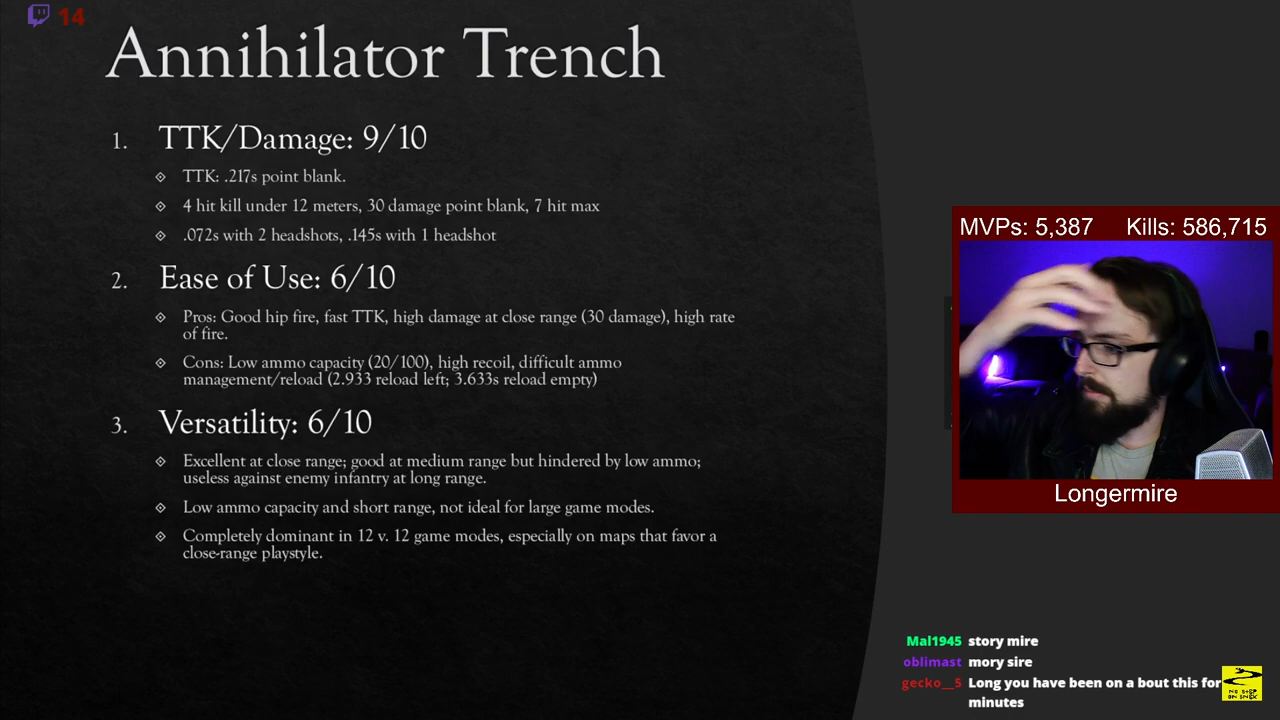 14
Annihilator Trench
1. TTK/Damage: 9/10
TTK: .217s point blank.
4 hit kill under 12 meters, 30 damage point blank, 7 hit max
.072s with 2 headshots, .145s with 1 headshot
2. Ease of Use: 6/10
Pros: Good hip fire, fast TTK, high damage at close range (30 damage), high rate
of fire.
Cons: Low ammo capacity (20/100), high recoil, difficult ammo
management/reload (2.933 reload left; 3.633s reload empty)
3. Versatility: 6/10
Excellent at close range; good at medium range but hindered by low ammo;
useless against enemy infantry at long range.
Low ammo capacity and short range, not ideal for large game modes.
Completely dominant in 12 v. 12 game modes, especially on maps that favor a
close-range playstyle.
MVPs: 5,387 Kills: 586,715
Longermire
Mal1945 story mire
oblimast mory sire
gecko__5 Long you have been on a bout this for
minutes
NO STEP
ON SNEK